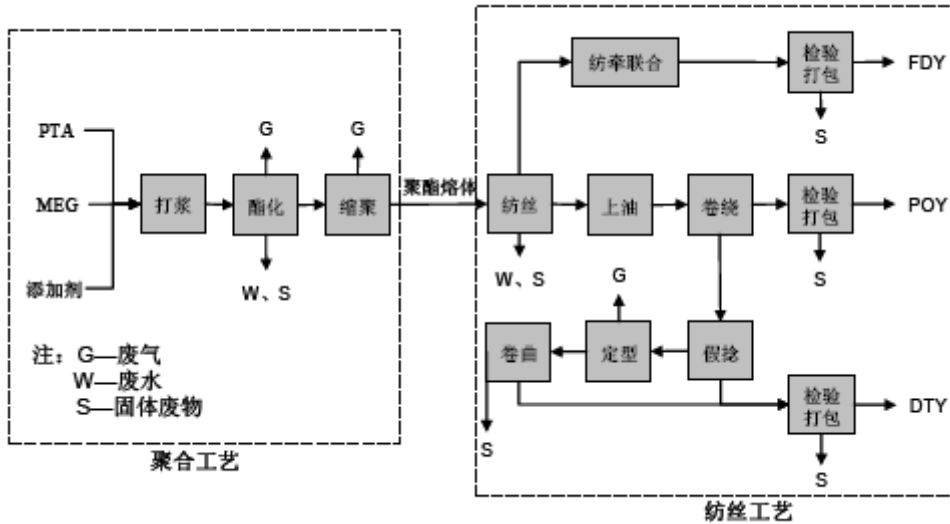 PTA
MEG
添加剂
打浆
酯化
缩聚
G
G
W、S
聚酯熔体
注：G—废气
W—废水
S—固体废物
聚合工艺
纺牵联合
检验
打包
FDY
S
纺丝
上油
卷绕
检验
打包
POY
W、S
G
S
卷曲
定型
假捻
检验
打包
DTY
S
S
纺丝工艺